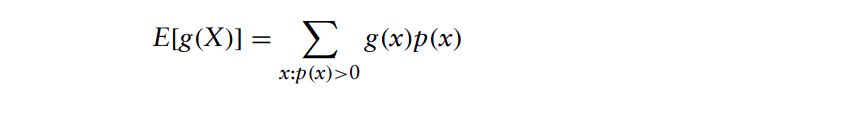 E[g(X)] = ∑ g(x)p(x)
x:p(x)>0